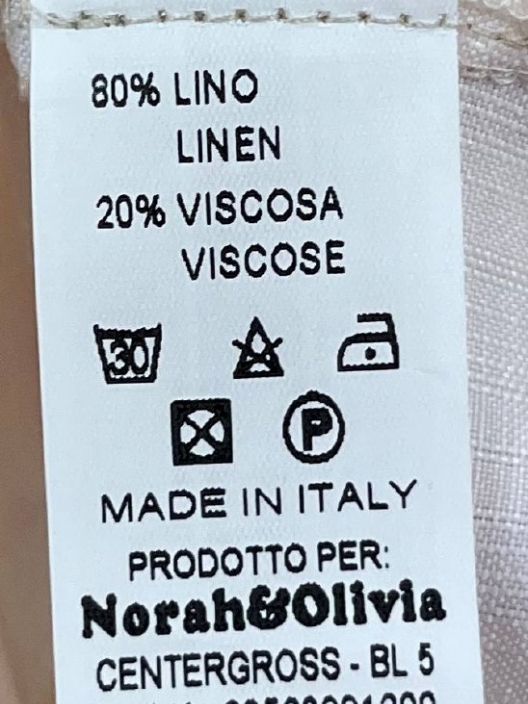 80% LINO
LINEN
20% VISCOSA
VISCOSE
30
P
MADE IN ITALY
PRODOTTO PER:
Norah&Olivia
CENTERGROSS - BL 5